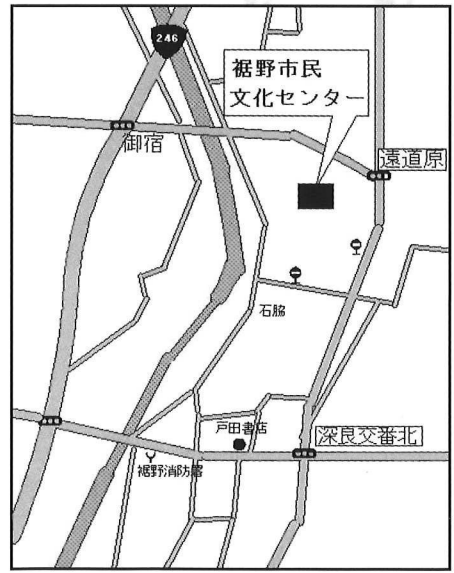 246
裾野市民
文化センター
御宿
遠道原
石脇
戸田書店
深良交番北
裾野消防署